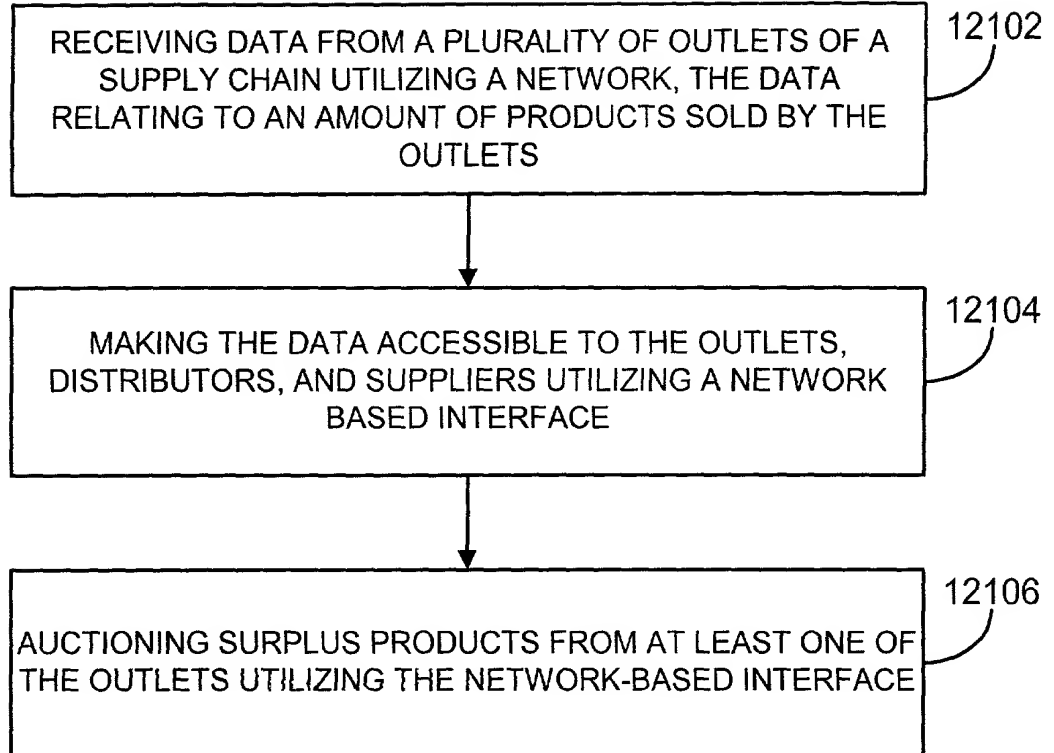 RECEIVING DATA FROM A PLURALITY OF OUTLETS OF A
SUPPLY CHAIN UTILIZING A NETWORK, THE DATA
RELATING TO AN AMOUNT OF PRODUCTS SOLD BY THE
OUTLETS
12102
MAKING THE DATA ACCESSIBLE TO THE OUTLETS,
DISTRIBUTORS, AND SUPPLIERS UTILIZING A NETWORK
BASED INTERFACE
12104
AUCTIONING SURPLUS PRODUCTS FROM AT LEAST ONE OF
THE OUTLETS UTILIZING THE NETWORK-BASED INTERFACE
12106